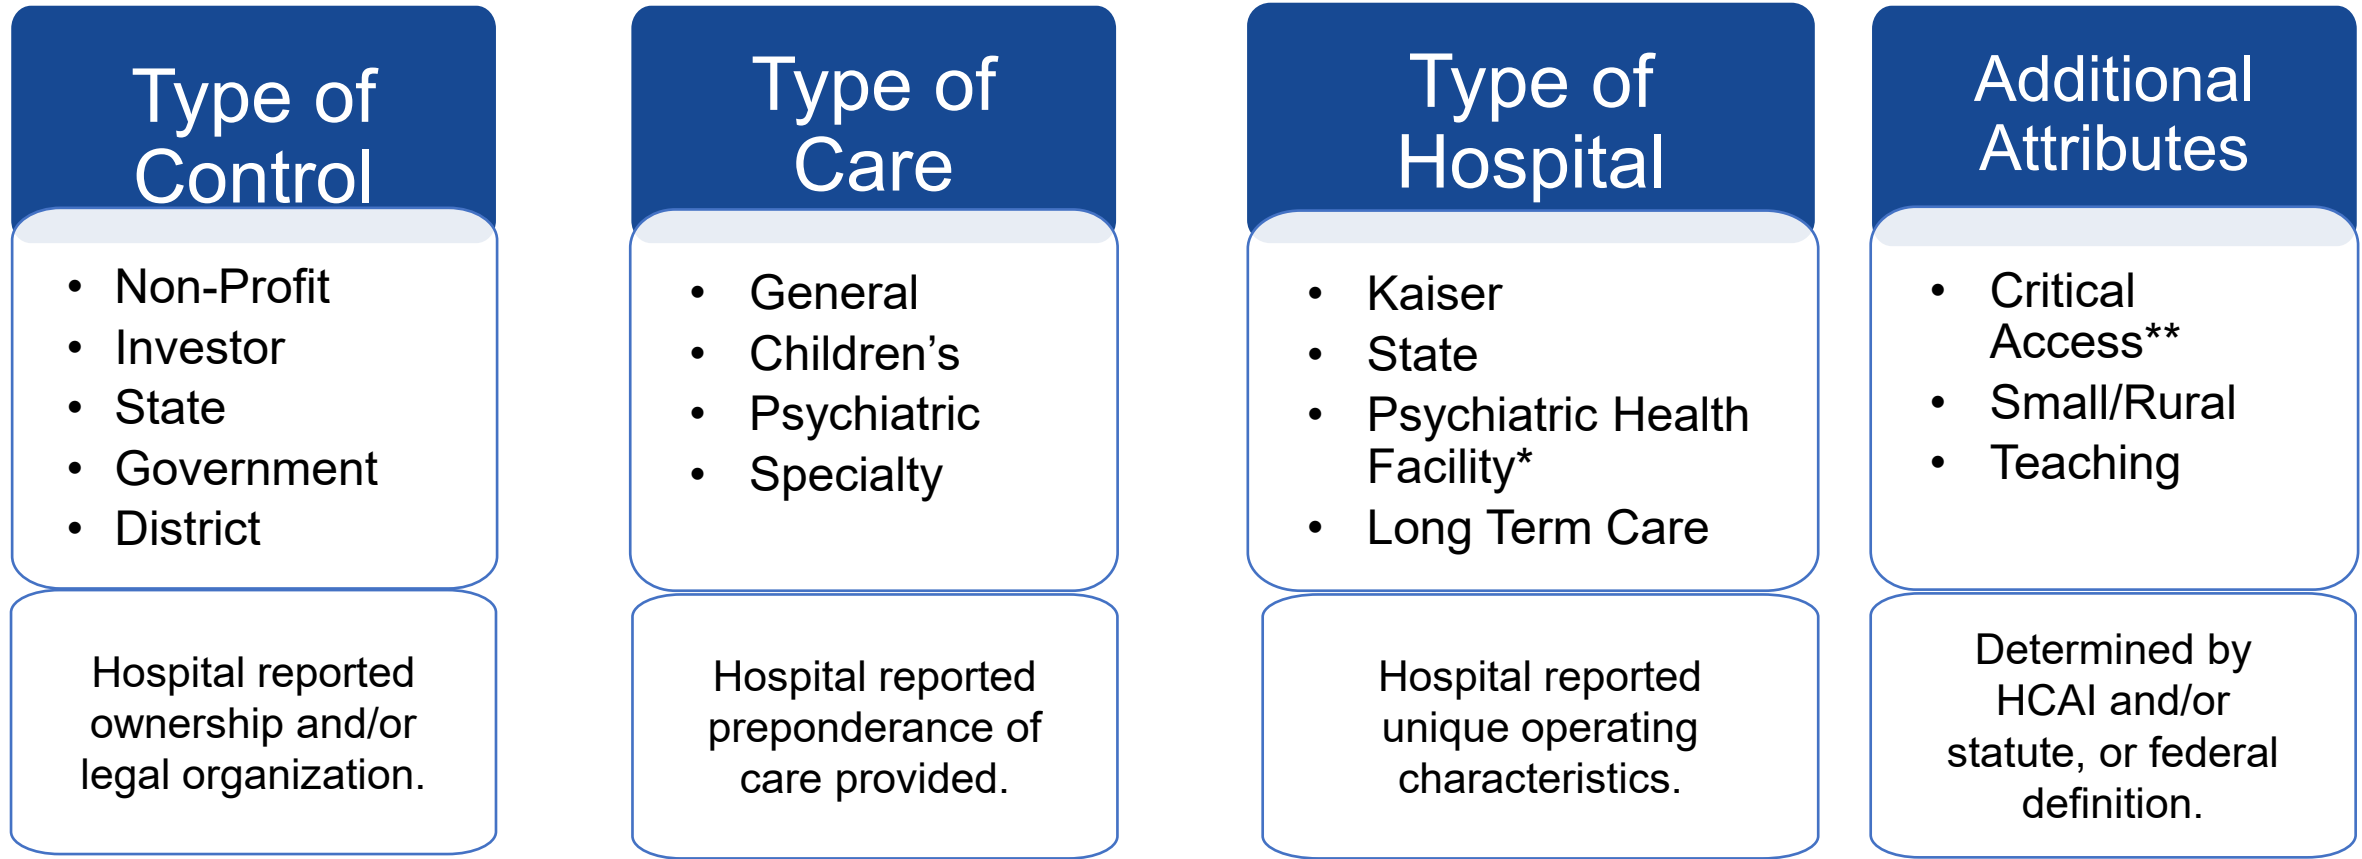 Type of
Control
• Non-Profit
• Investor
• State
• Government
• District
Hospital reported
ownership and/or
legal organization.
Type of
Care
• General
• Children’s
• Psychiatric
• Specialty
Hospital reported
preponderance of
care provided.
Type of
Hospital
• Kaiser
• State
• Psychiatric Health
Facility*
• Long Term Care
Hospital reported
unique operating
characteristics.
Additional
Attributes
• Critical
Access**
• Small/Rural
• Teaching
Determined by
HCAI and/or
statute, or federal
definition.